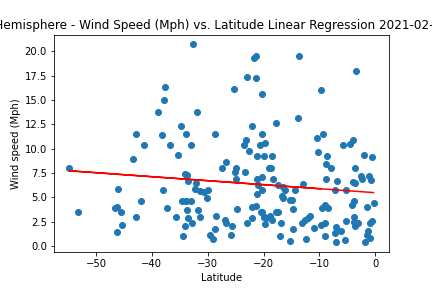 Hemisphere - Wind Speed (Mph) vs. Latitude Linear Regression 2021-02-
20.0
17.5
15.0
12.5
10.0
7.5
5.0
2.5
0.0
Wind speed (Mph)
−50 −40 −30 −20 −10 0
Latitude